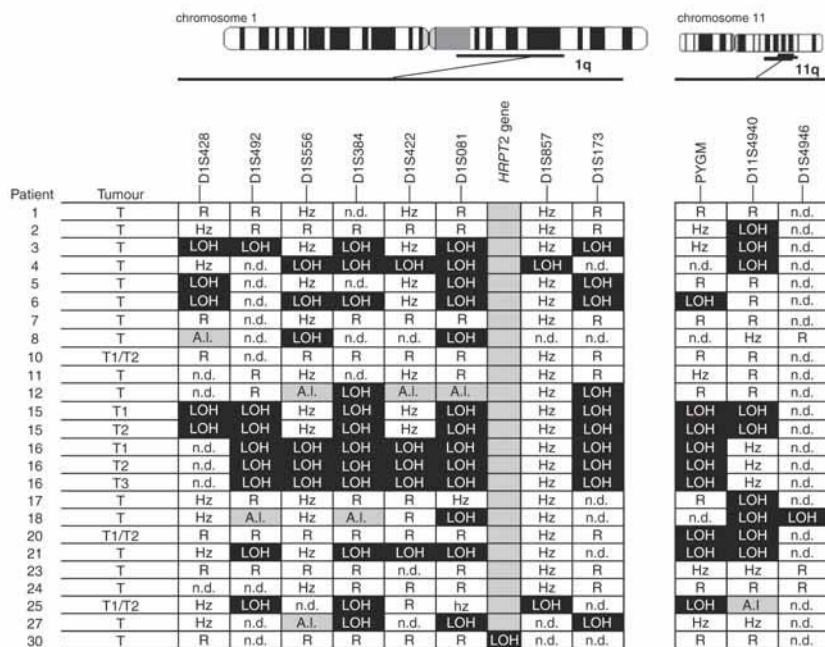 chromosome 1 chromosome 11
1q 11q
Patient Tumour D1S428 D1S492 D1S556 D1S384 D1S422 D1S081 HRPT2 gene D1S857 D1S173 PYGM D11S4940 D1S4946
1 T R R Hz n.d. Hz R Hz R R R n.d.
2 T Hz R R R R R Hz R Hz LOH n.d.
3 T LOH LOH Hz LOH Hz LOH Hz LOH Hz LOH n.d.
4 T Hz n.d. LOH LOH LOH LOH LOH n.d. n.d. LOH n.d.
5 T LOH n.d. Hz n.d. Hz LOH Hz LOH R R n.d.
6 T LOH n.d. LOH LOH Hz LOH Hz LOH LOH R n.d.
7 T R n.d. Hz R R R Hz R R R n.d.
8 T A.I. n.d. LOH n.d. n.d. LOH n.d. n.d. n.d. Hz R
10 T1/T2 R n.d. R R R R Hz R R R n.d.
11 T n.d. R Hz n.d. Hz R Hz R Hz R n.d.
12 T n.d. R A.I. LOH A.I. A.I. Hz LOH R R n.d.
15 T1 LOH LOH Hz LOH Hz LOH Hz LOH LOH LOH n.d.
15 T2 LOH LOH Hz LOH Hz LOH Hz LOH LOH LOH n.d.
16 T1 n.d. LOH LOH LOH LOH LOH Hz LOH LOH Hz n.d.
16 T2 n.d. LOH LOH LOH LOH LOH Hz LOH LOH Hz n.d.
16 T3 n.d. LOH LOH LOH LOH LOH Hz LOH LOH Hz n.d.
17 T Hz R Hz R R Hz Hz n.d. R LOH n.d.
18 T Hz A.I. Hz A.I. R LOH Hz n.d. n.d. LOH LOH
20 T1/T2 R R R R R R Hz R LOH LOH n.d.
21 T Hz LOH Hz LOH LOH LOH Hz n.d. LOH LOH n.d.
23 T R R R R n.d. R Hz R Hz Hz R
24 T n.d. n.d. Hz R R R Hz R R R R
25 T1/T2 Hz LOH n.d. LOH R hz LOH Hz LOH A.I n.d.
27 T Hz n.d. A.I. LOH n.d. LOH n.d. LOH Hz Hz n.d.
30 T R n.d. R R R R LOH n.d. n.d. R R n.d.